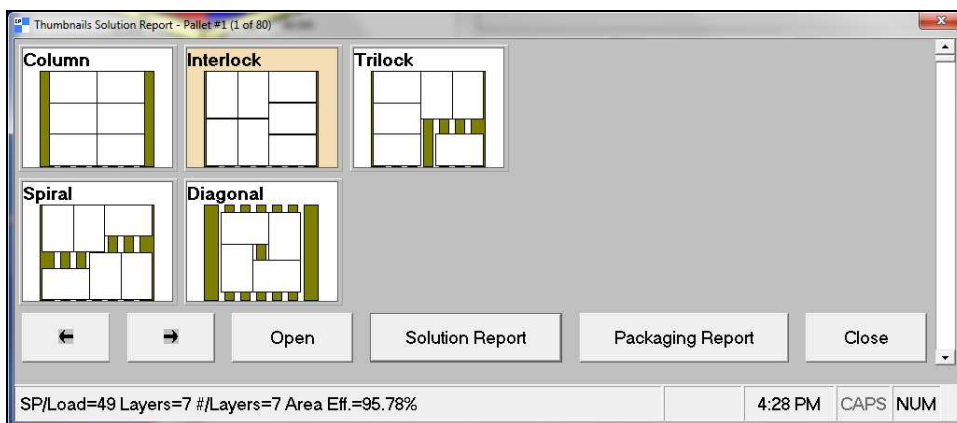 Thumbnails Solution Report - Pallet #1 (1 of 80)
Column Interlock Trilock
Spiral Diagonal
Open Solution Report Packaging Report Close
SP/Load=49 Layers=7 #/Layers=7 Area Eff.=95.78% 4:28 PM CAPS NUM